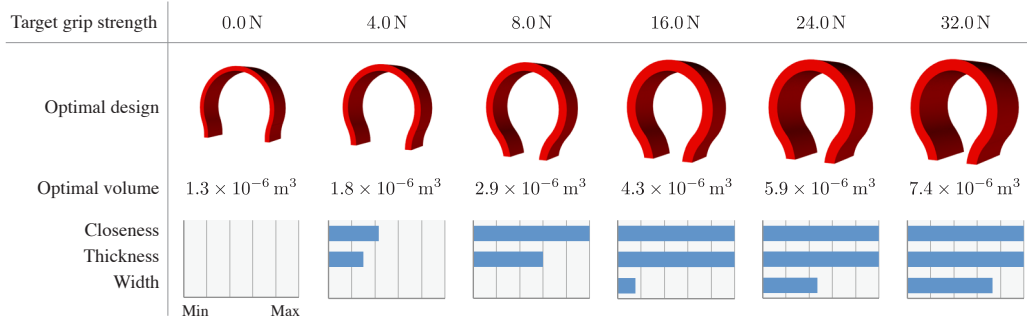 Target grip strength 0.0 N 4.0 N 8.0 N 16.0 N 24.0 N 32.0 N
Optimal design
Optimal volume 1.3 × 10⁻⁶ m³ 1.8 × 10⁻⁶ m³ 2.9 × 10⁻⁶ m³ 4.3 × 10⁻⁶ m³ 5.9 × 10⁻⁶ m³ 7.4 × 10⁻⁶ m³
Closeness
Thickness
Width
Min Max